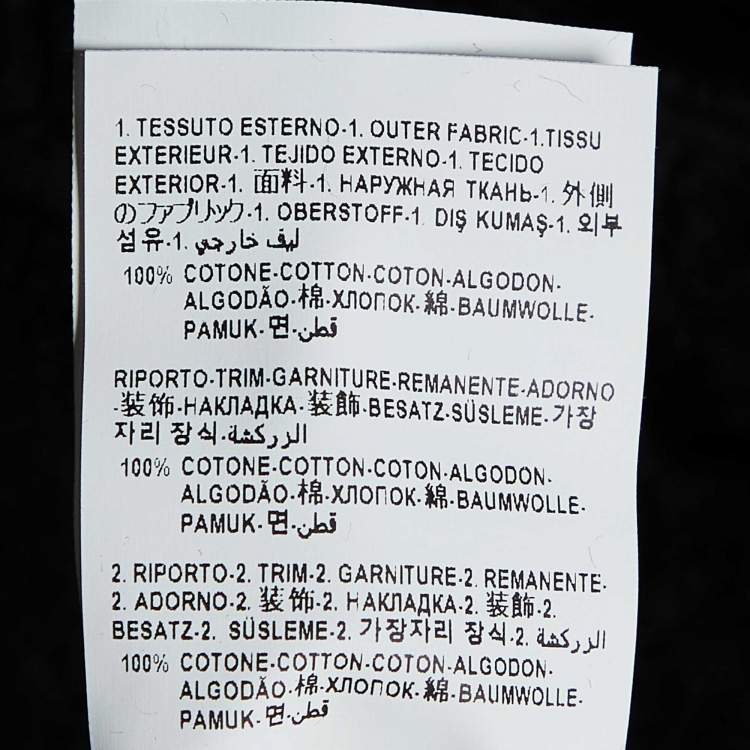 1. TESSUTO ESTERNO-1. OUTER FABRIC-1.TISSU
EXTERIEUR-1. TEJIDO EXTERNO-1. TECIDO
EXTERIOR-1. 面料-1. НАРУЖНАЯ ТКАНЬ-1. 外側
のファブリック-1. OBERSTOFF-1. DIŞ KUMAŞ-1. 외부
섬유-1. ليف خارجي
100% COTONE-COTTON-COTON-ALGODON-
ALGODÃO-棉-ХЛОПОК-綿-BAUMWOLLE-
PAMUK-면-قطن
RIPORTO-TRIM-GARNITURE-REMANENTE-ADORNO
-装饰-НАКЛАДКА-装飾-BESATZ-SÜSLEME-가장
자리 장식-الزركشة
100% COTONE-COTTON-COTON-ALGODON-
ALGODÃO-棉-ХЛОПОК-綿-BAUMWOLLE-
PAMUK-면-قطن
2. RIPORTO-2. TRIM-2. GARNITURE-2. REMANENTE-
2. ADORNO-2. 装饰-2. НАКЛАДКА-2. 装飾-2.
BESATZ-2. SÜSLEME-2. 가장자리 장식-2. الزركشة
100% COTONE-COTTON-COTON-ALGODON-
ALGODÃO-棉-ХЛОПОК-綿-BAUMWOLLE-
PAMUK-면-قطن